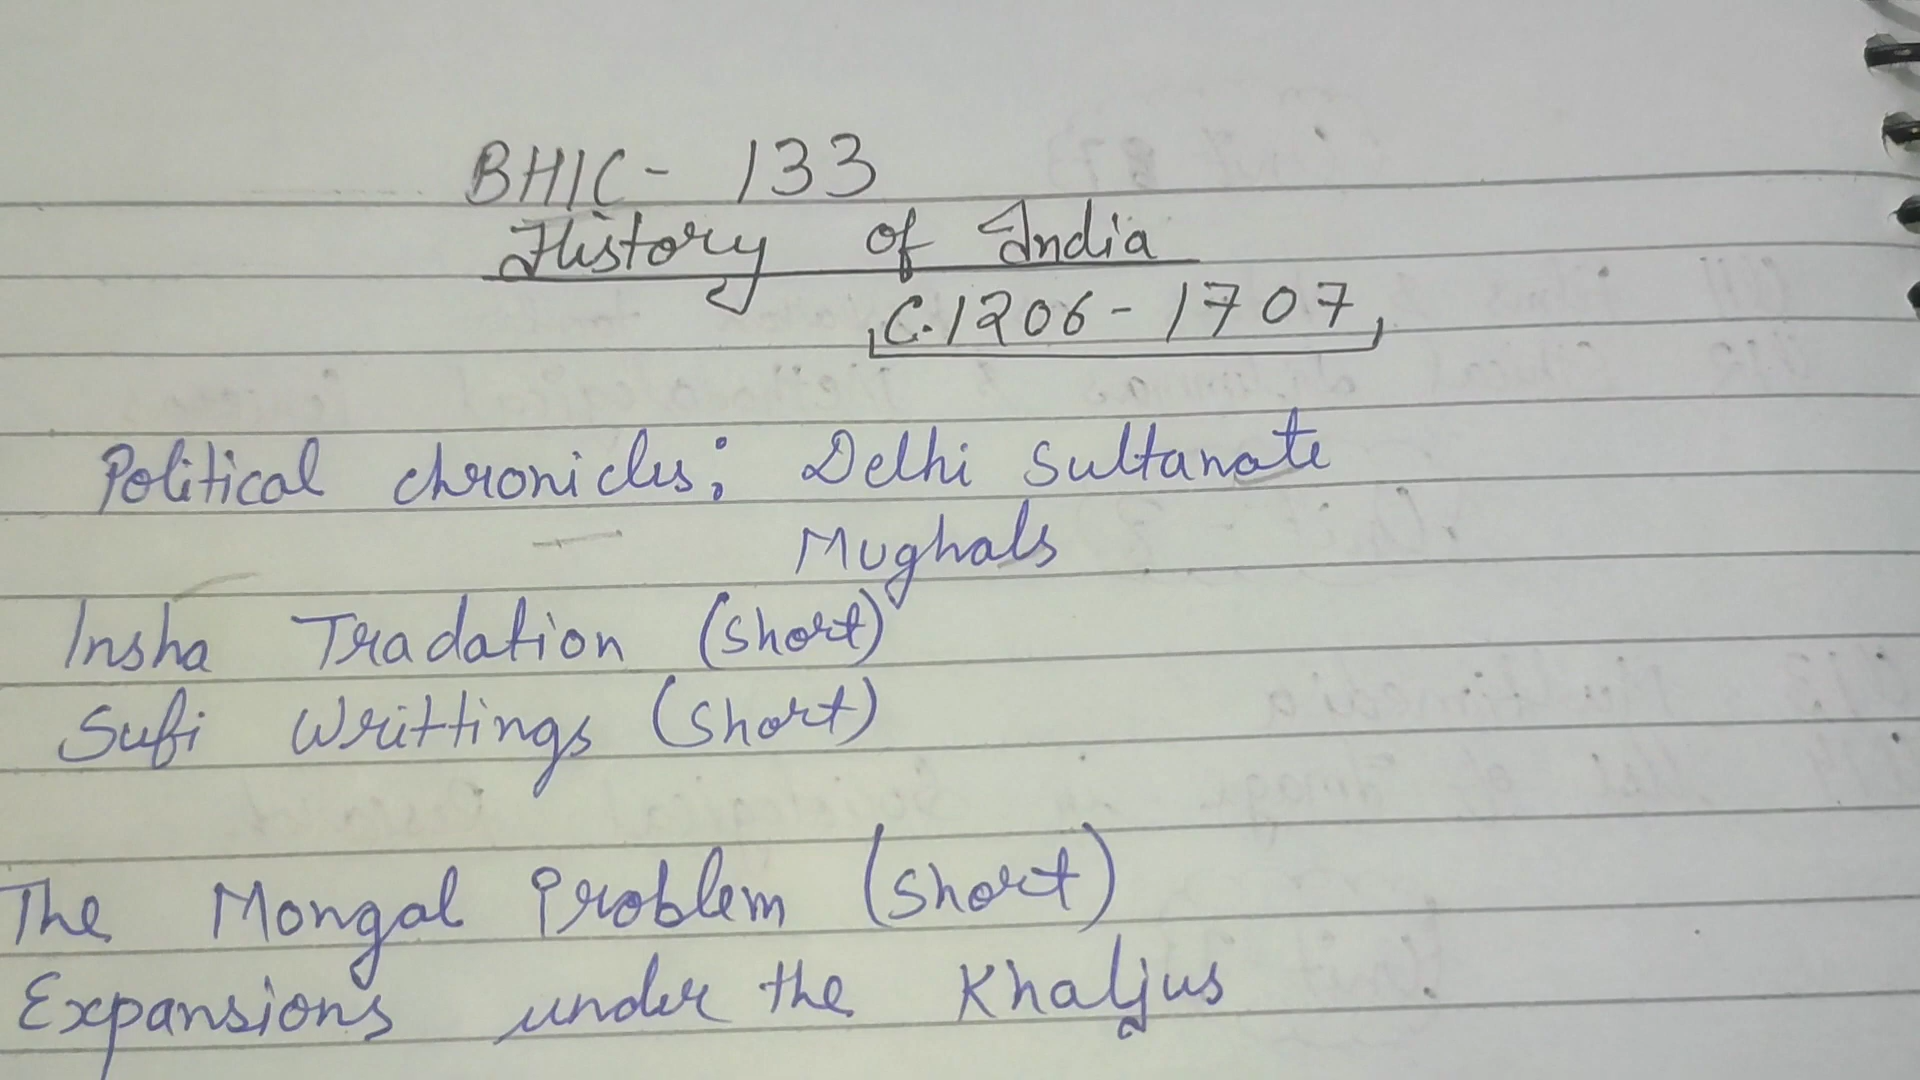 BHIC- 133
History of India
C.1206-1707
Political chronicles; Delhi Sultanate
Mughals
Insha Tradation (short)
Sufi Writtings (Short)
The Mongal Problem (short)
Expansions under the Khaljus